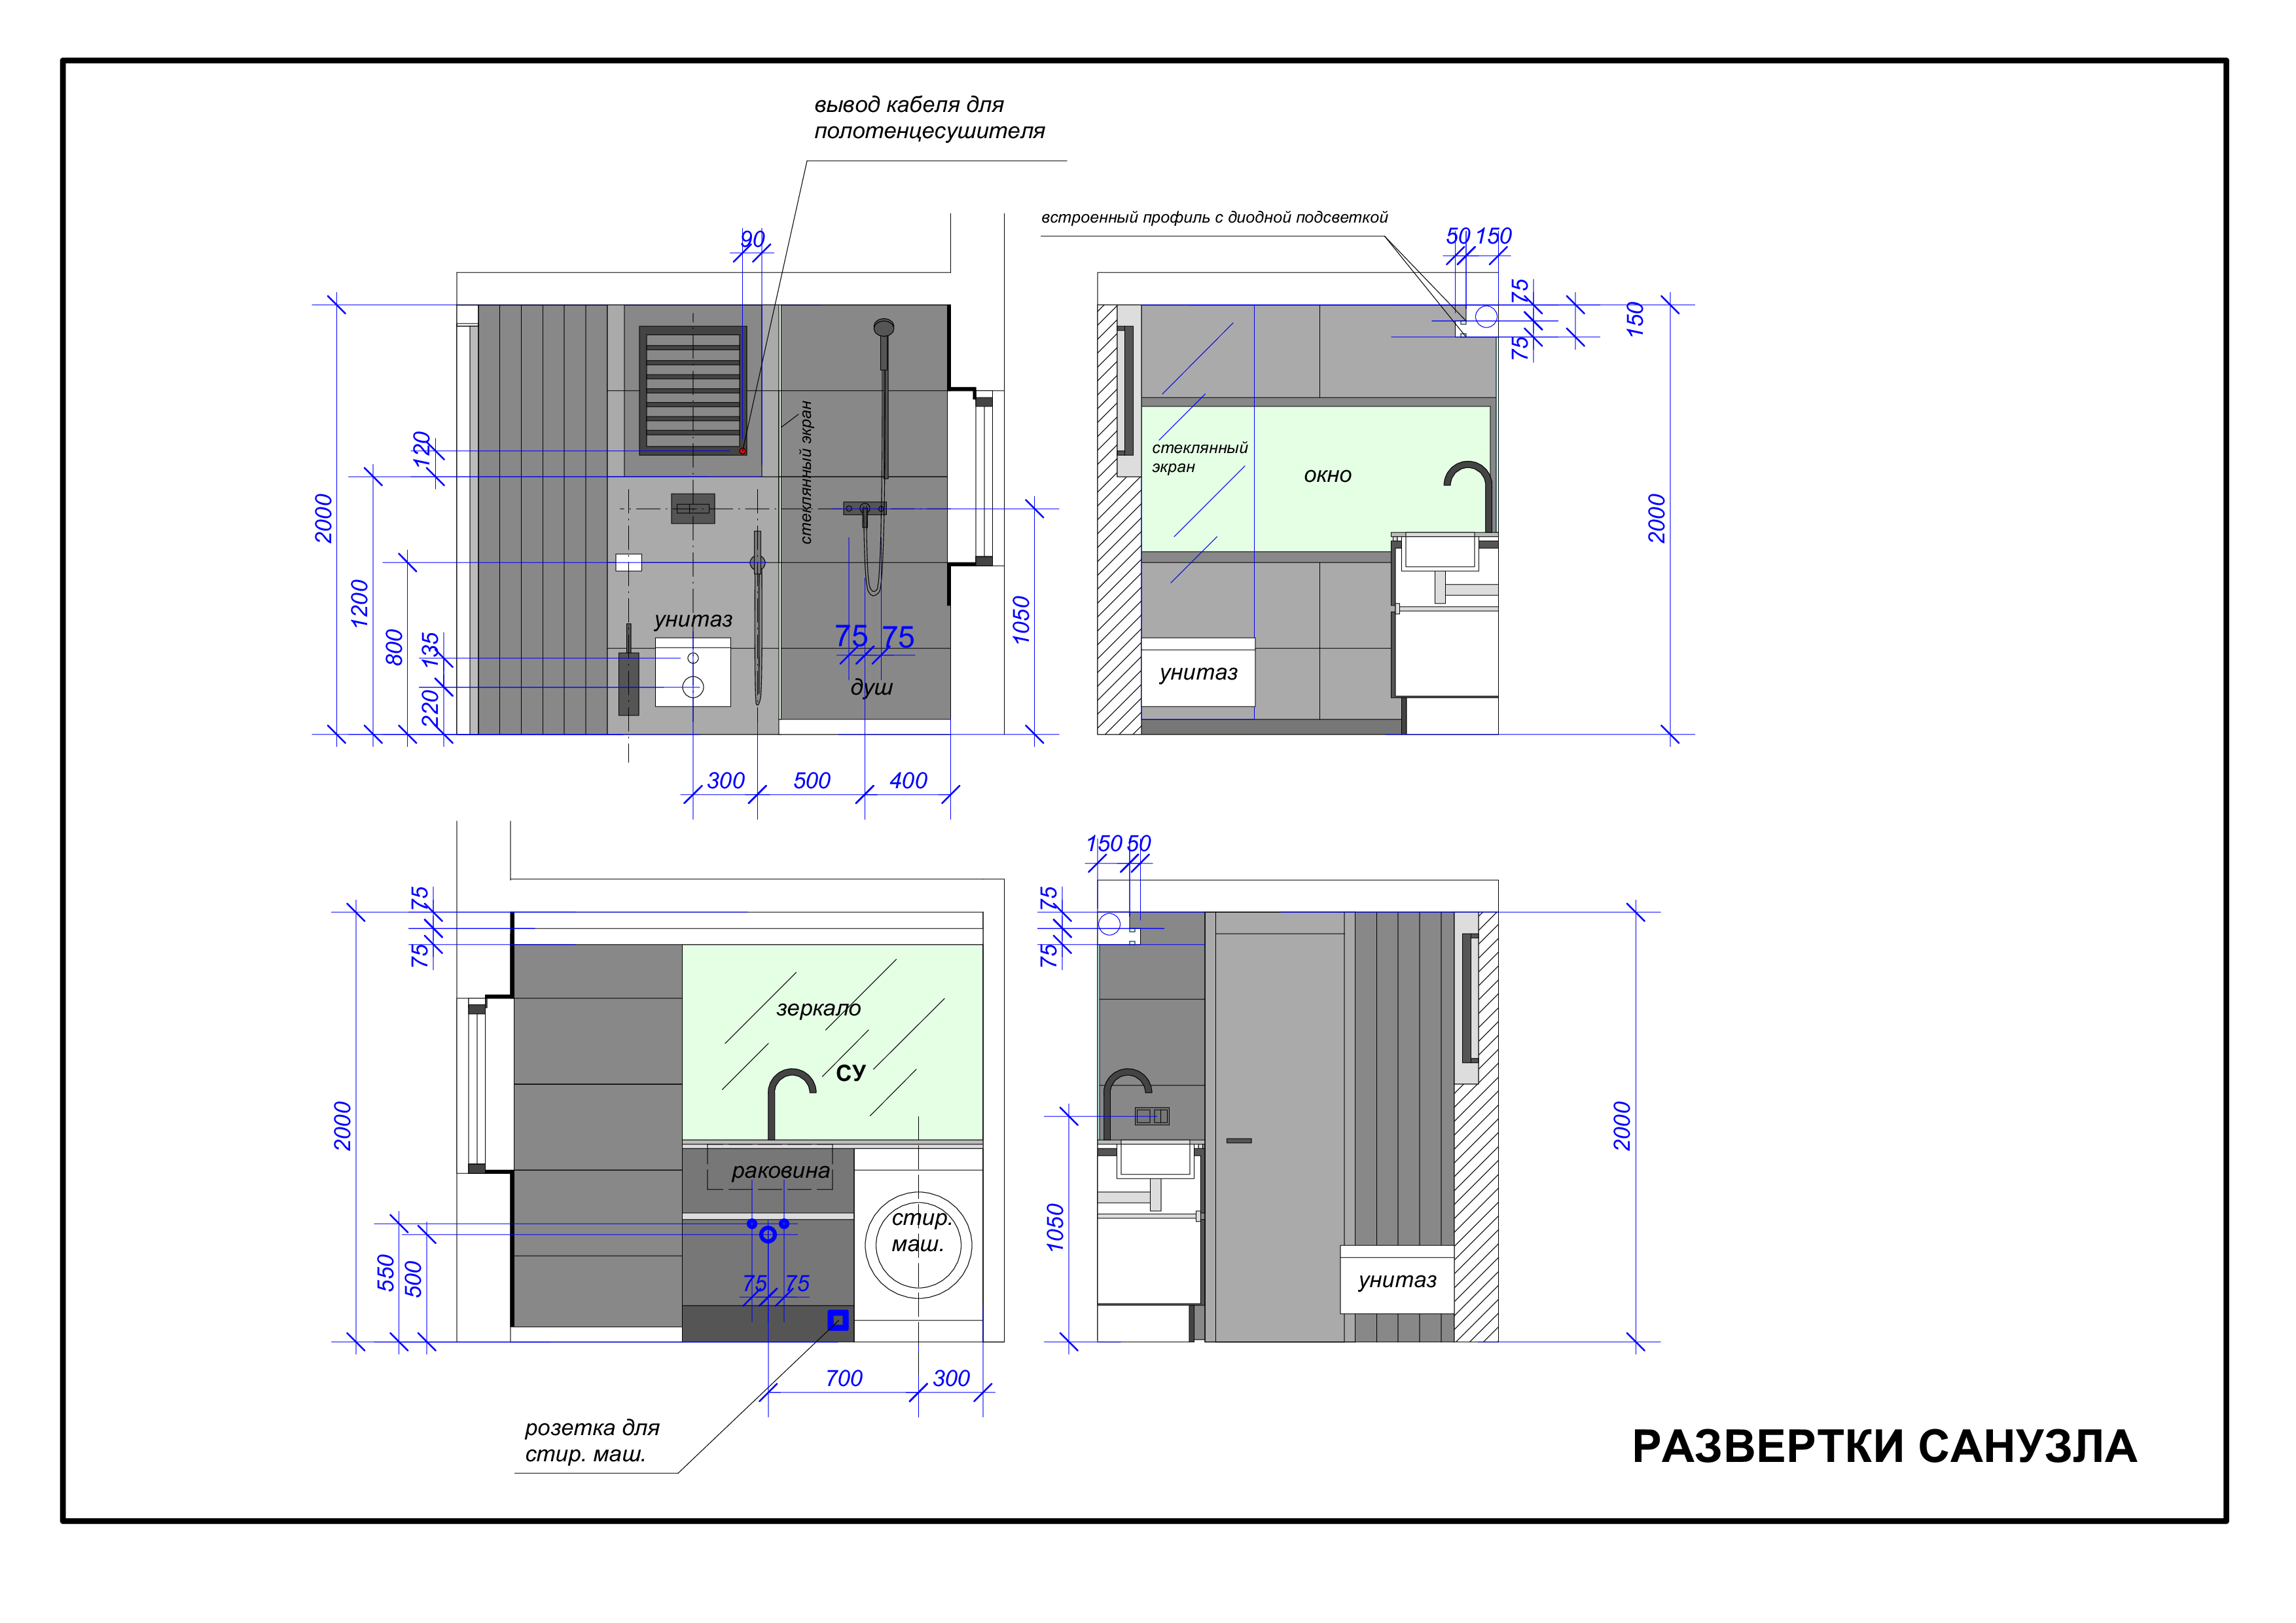 вывод кабеля для
полотенцесушителя
встроенный профиль с диодной подсветкой
90
50 150
75
150
75
120
2000
1200
800
135
220
1050
2000
стеклянный экран
стеклянный
экран
окно
унитаз
75 75
душ
унитаз
300 500 400
150 50
75
75
75
75
зеркало
СУ
2000
2000
1050
раковина
стир.
маш.
унитаз
550
500
75 75
700 300
розетка для
стир. маш.
РАЗВЕРТКИ САНУЗЛА